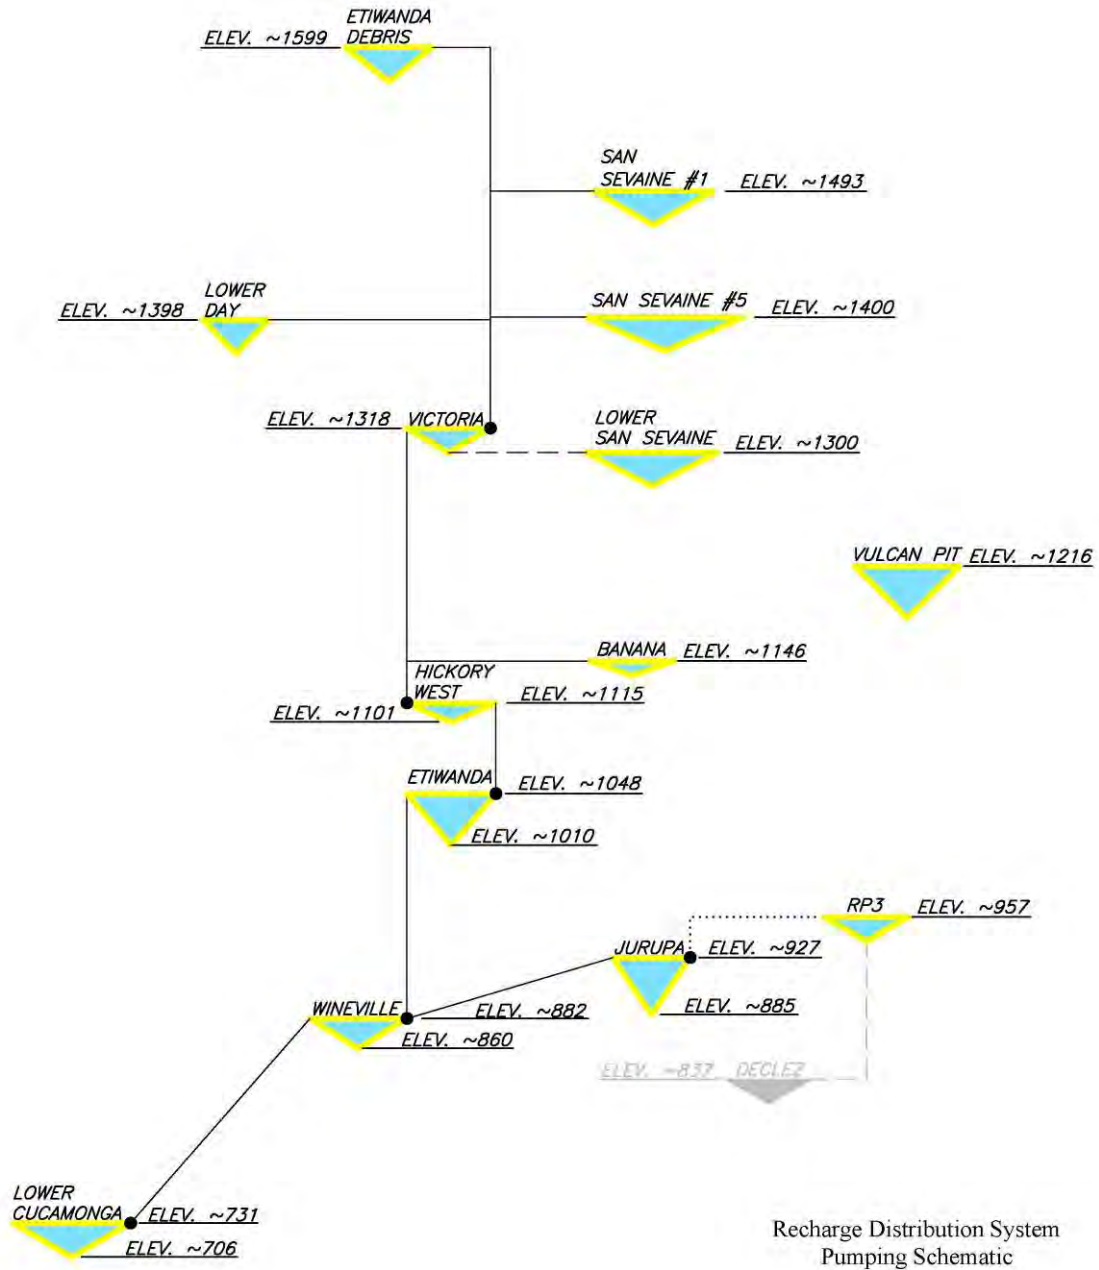 ETIWANDA
DEBRIS
ELEV. ~1599
SAN
SEVAINE #1
ELEV. ~1493
LOWER
DAY
ELEV. ~1398
SAN SEVAINE #5
ELEV. ~1400
ELEV. ~1318
VICTORIA
LOWER
SAN SEVAINE
ELEV. ~1300
VULCAN PIT
ELEV. ~1216
BANANA
ELEV. ~1146
HICKORY
WEST
ELEV. ~1115
ELEV. ~1101
ETIWANDA
ELEV. ~1048
ELEV. ~1010
RP3
ELEV. ~957
JURUPA
ELEV. ~927
ELEV. ~885
WINEVILLE
ELEV. ~882
ELEV. ~860
ELEV. ~837 DECLEZ
LOWER
CUCAMONGA
ELEV. ~731
ELEV. ~706
Recharge Distribution System
Pumping Schematic